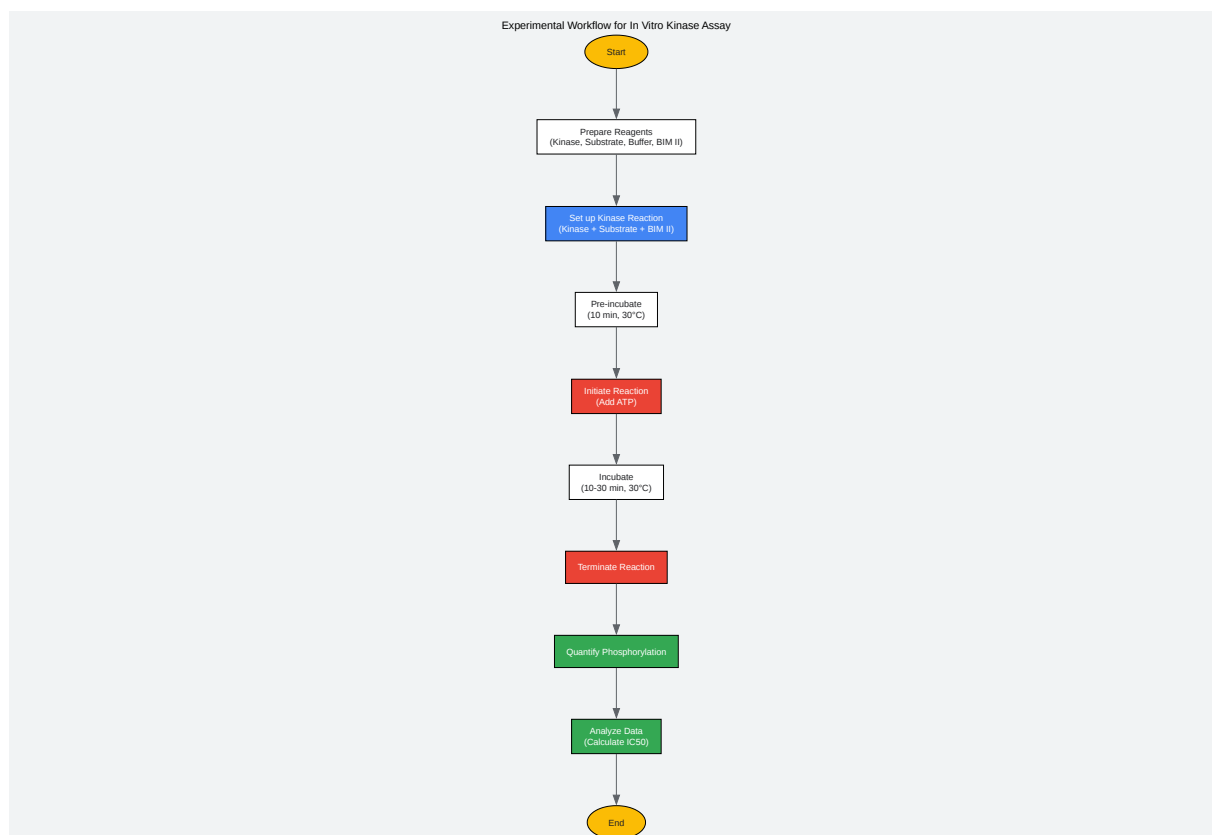 Experimental Workflow for In Vitro Kinase Assay
Start
Prepare Reagents
(Kinase, Substrate, Buffer, BIM II)
Set up Kinase Reaction
(Kinase + Substrate + BIM II)
Pre-incubate
(10 min, 30°C)
Initiate Reaction
(Add ATP)
Incubate
(10-30 min, 30°C)
Terminate Reaction
Quantify Phosphorylation
Analyze Data
(Calculate IC50)
End